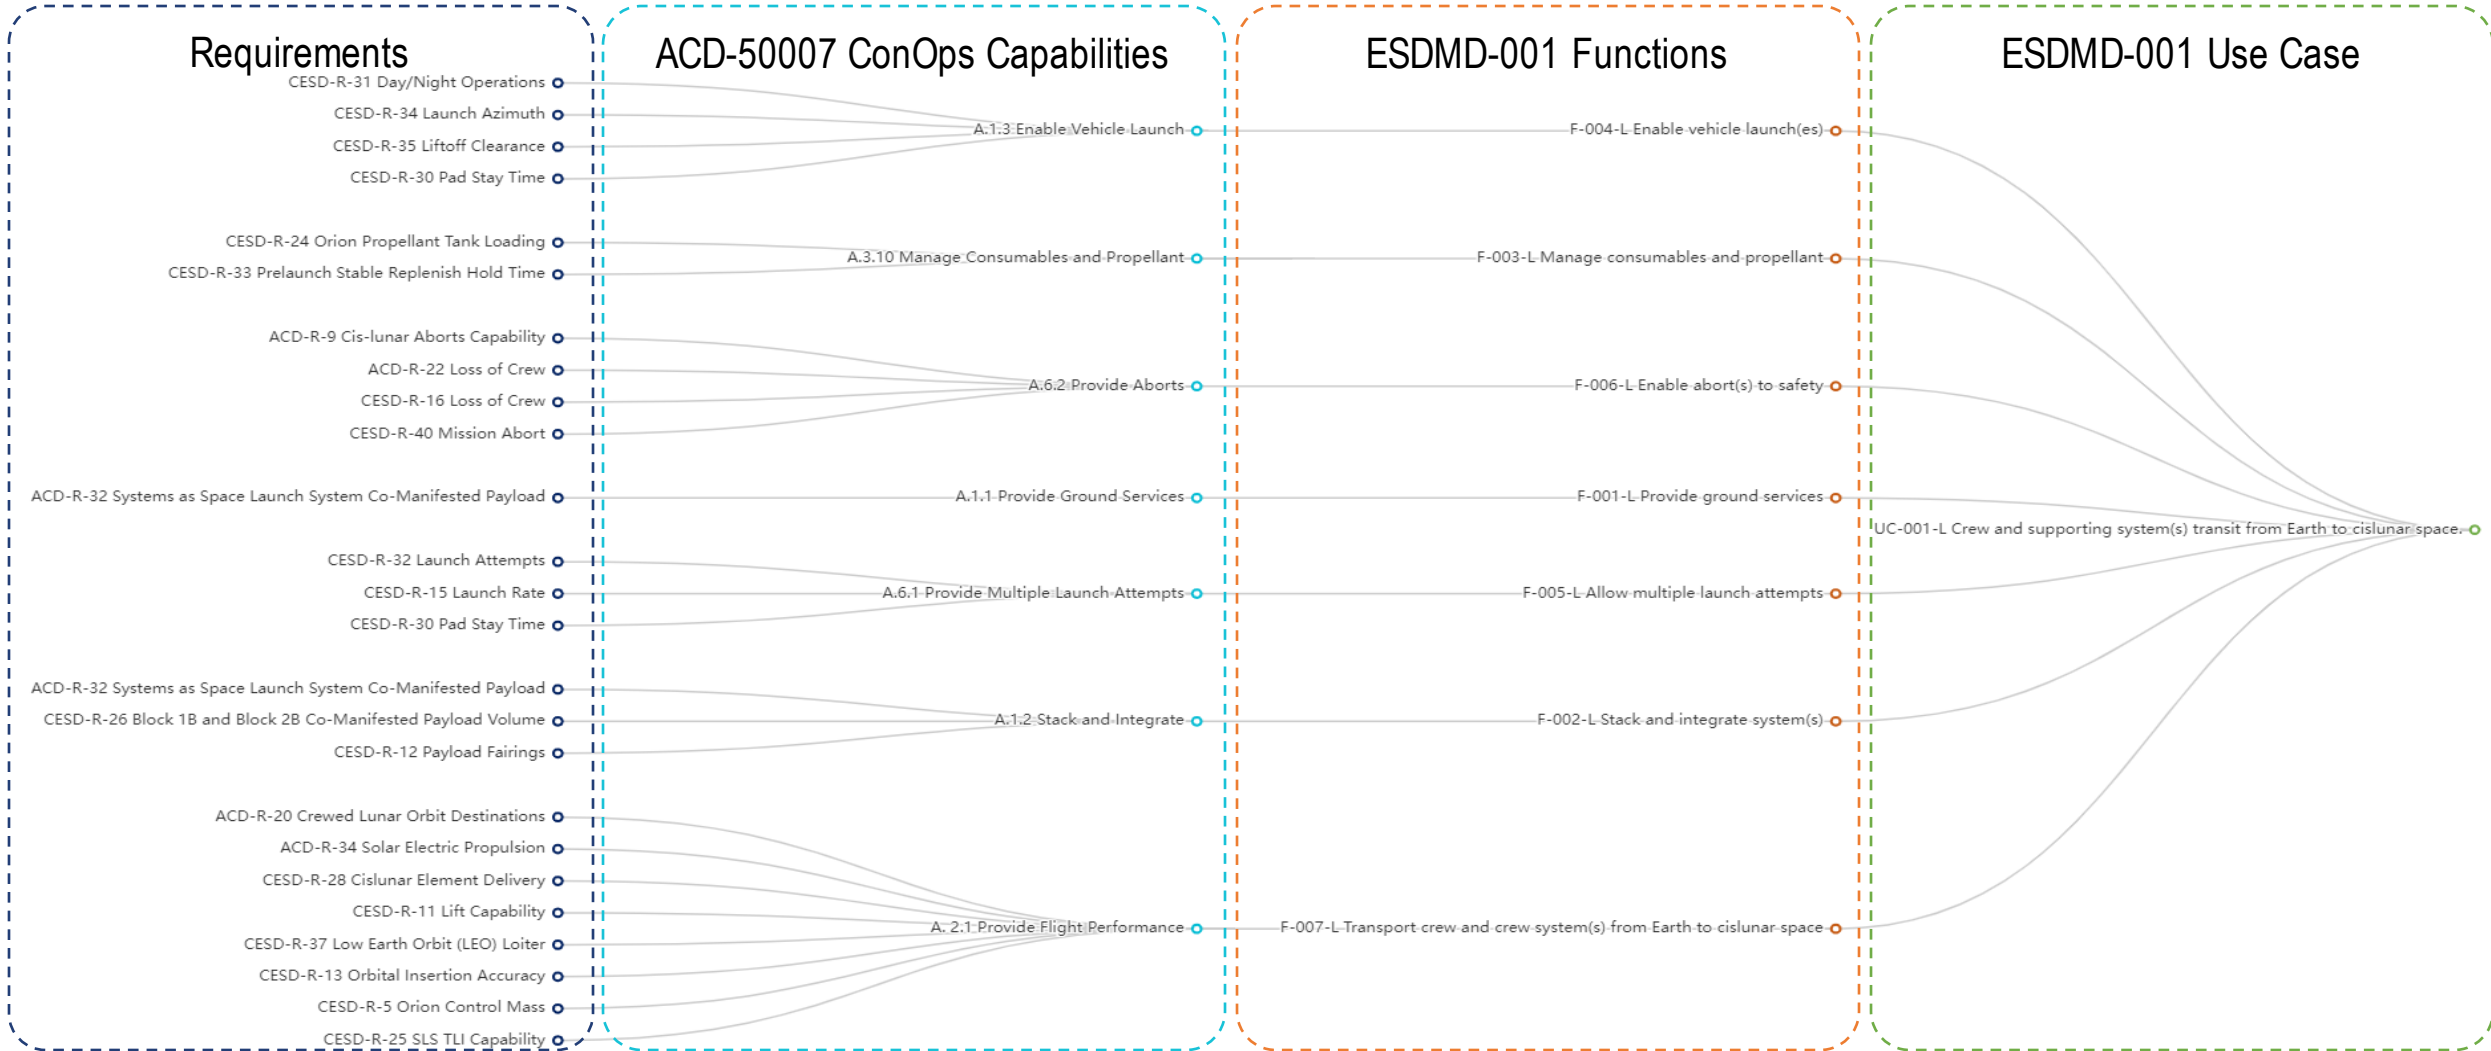 Requirements
CESD-R-31 Day/Night Operations
CESD-R-34 Launch Azimuth
CESD-R-35 Liftoff Clearance
CESD-R-30 Pad Stay Time
CESD-R-24 Orion Propellant Tank Loading
CESD-R-33 Prelaunch Stable Replenish Hold Time
ACD-R-9 Cis-lunar Aborts Capability
ACD-R-22 Loss of Crew
CESD-R-16 Loss of Crew
CESD-R-40 Mission Abort
ACD-R-32 Systems as Space Launch System Co-Manifested Payload
CESD-R-32 Launch Attempts
CESD-R-15 Launch Rate
CESD-R-30 Pad Stay Time
ACD-R-32 Systems as Space Launch System Co-Manifested Payload
CESD-R-26 Block 1B and Block 2B Co-Manifested Payload Volume
CESD-R-12 Payload Fairings
ACD-R-20 Crewed Lunar Orbit Destinations
ACD-R-34 Solar Electric Propulsion
CESD-R-28 Cislunar Element Delivery
CESD-R-11 Lift Capability
CESD-R-37 Low Earth Orbit (LEO) Loiter
CESD-R-13 Orbital Insertion Accuracy
CESD-R-5 Orion Control Mass
CESD-R-25 SLS TLI Capability
ACD-50007 ConOps Capabilities
A.1.3 Enable Vehicle Launch
A.3.10 Manage Consumables and Propellant
A.6.2 Provide Aborts
A.1.1 Provide Ground Services
A.6.1 Provide Multiple Launch Attempts
A.1.2 Stack and Integrate
A. 2.1 Provide Flight Performance
ESDMD-001 Functions
F-004-L Enable vehicle launch(es)
F-003-L Manage consumables and propellant
F-006-L Enable abort(s) to safety
F-001-L Provide ground services
F-005-L Allow multiple launch attempts
F-002-L Stack and integrate system(s)
F-007-L Transport crew and crew system(s) from Earth to cislunar space
ESDMD-001 Use Case
UC-001-L Crew and supporting system(s) transit from Earth to cislunar space.